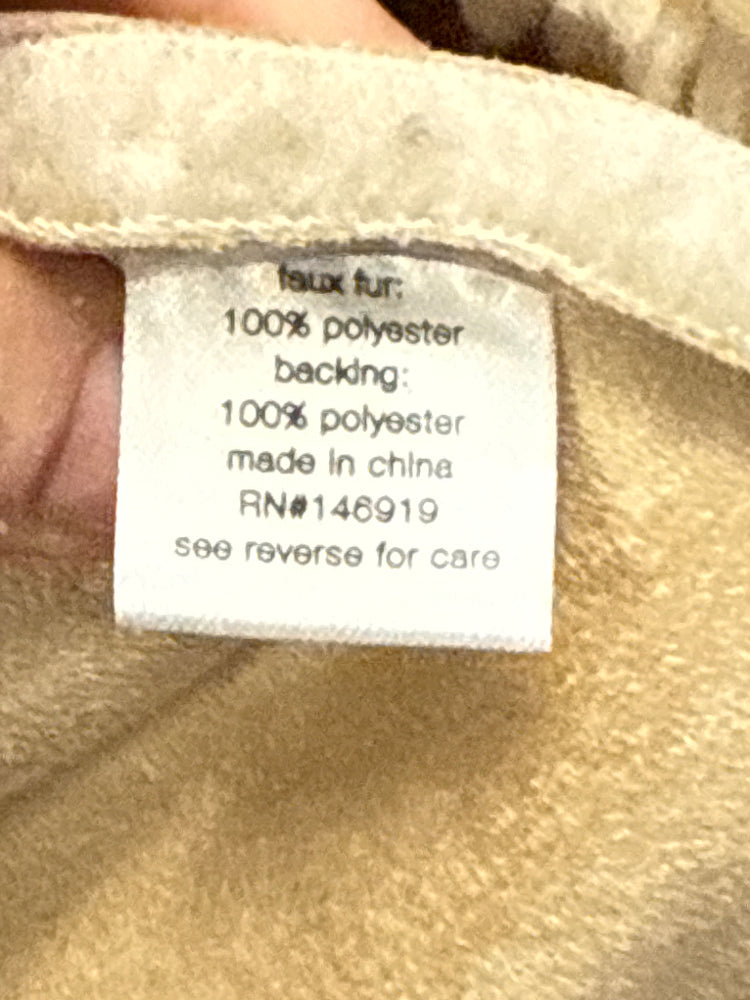 faux fur:
100% polyester
backing:
100% polyester
made in china
RN#146919
see reverse for care